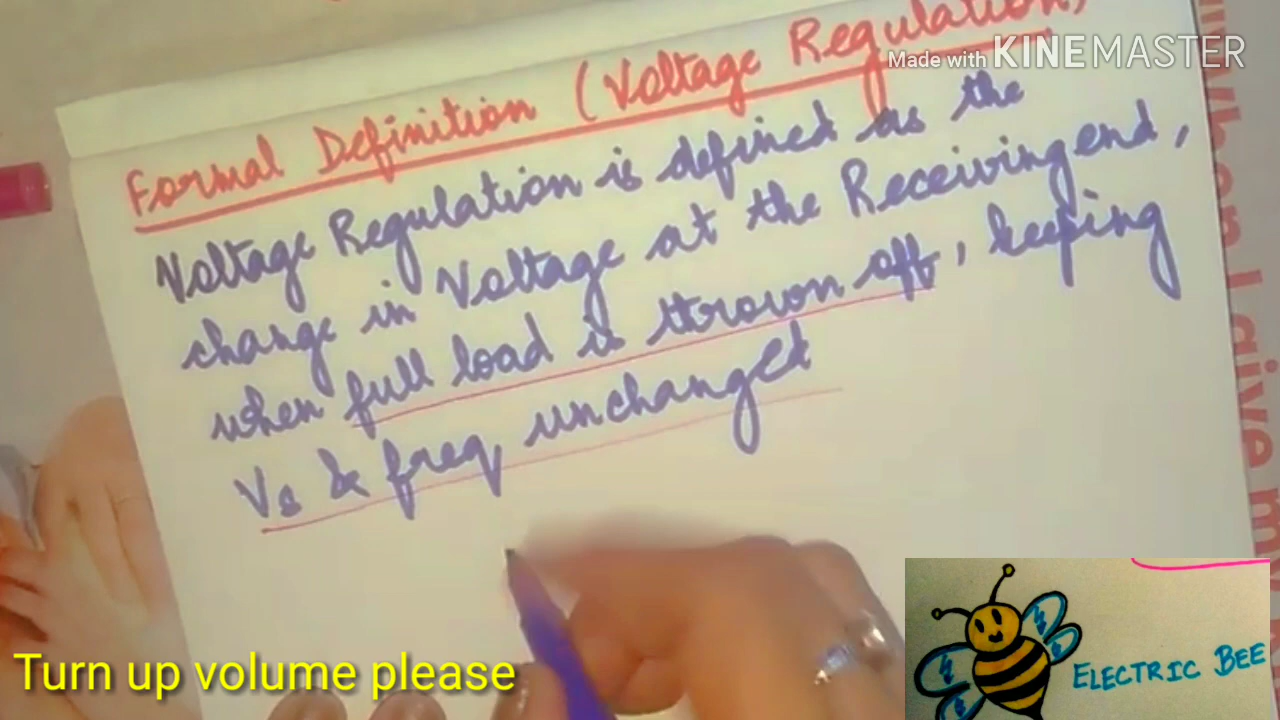 Made with KINEMASTER
Formal Definition (Voltage Regulation)
Voltage Regulation is defined as the
change in Voltage at the Receiving end,
when full load is thrown off, keeping
Vs & freq unchanged
Turn up volume please
ELECTRIC BEE